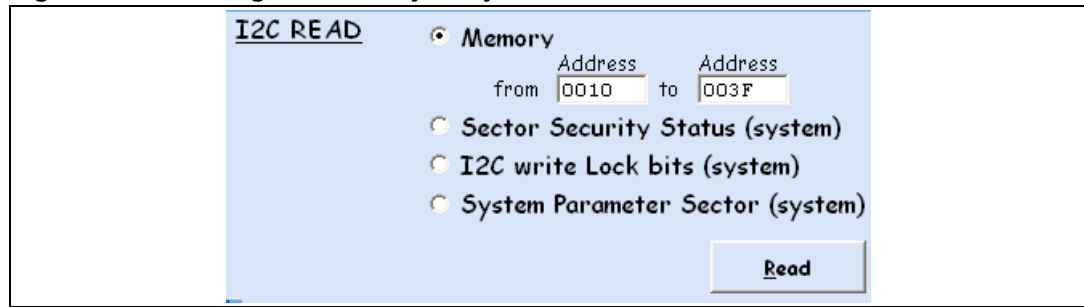 I2C READ
Memory
Address Address
from 0010 to 003F
Sector Security Status (system)
I2C write Lock bits (system)
System Parameter Sector (system)
Read